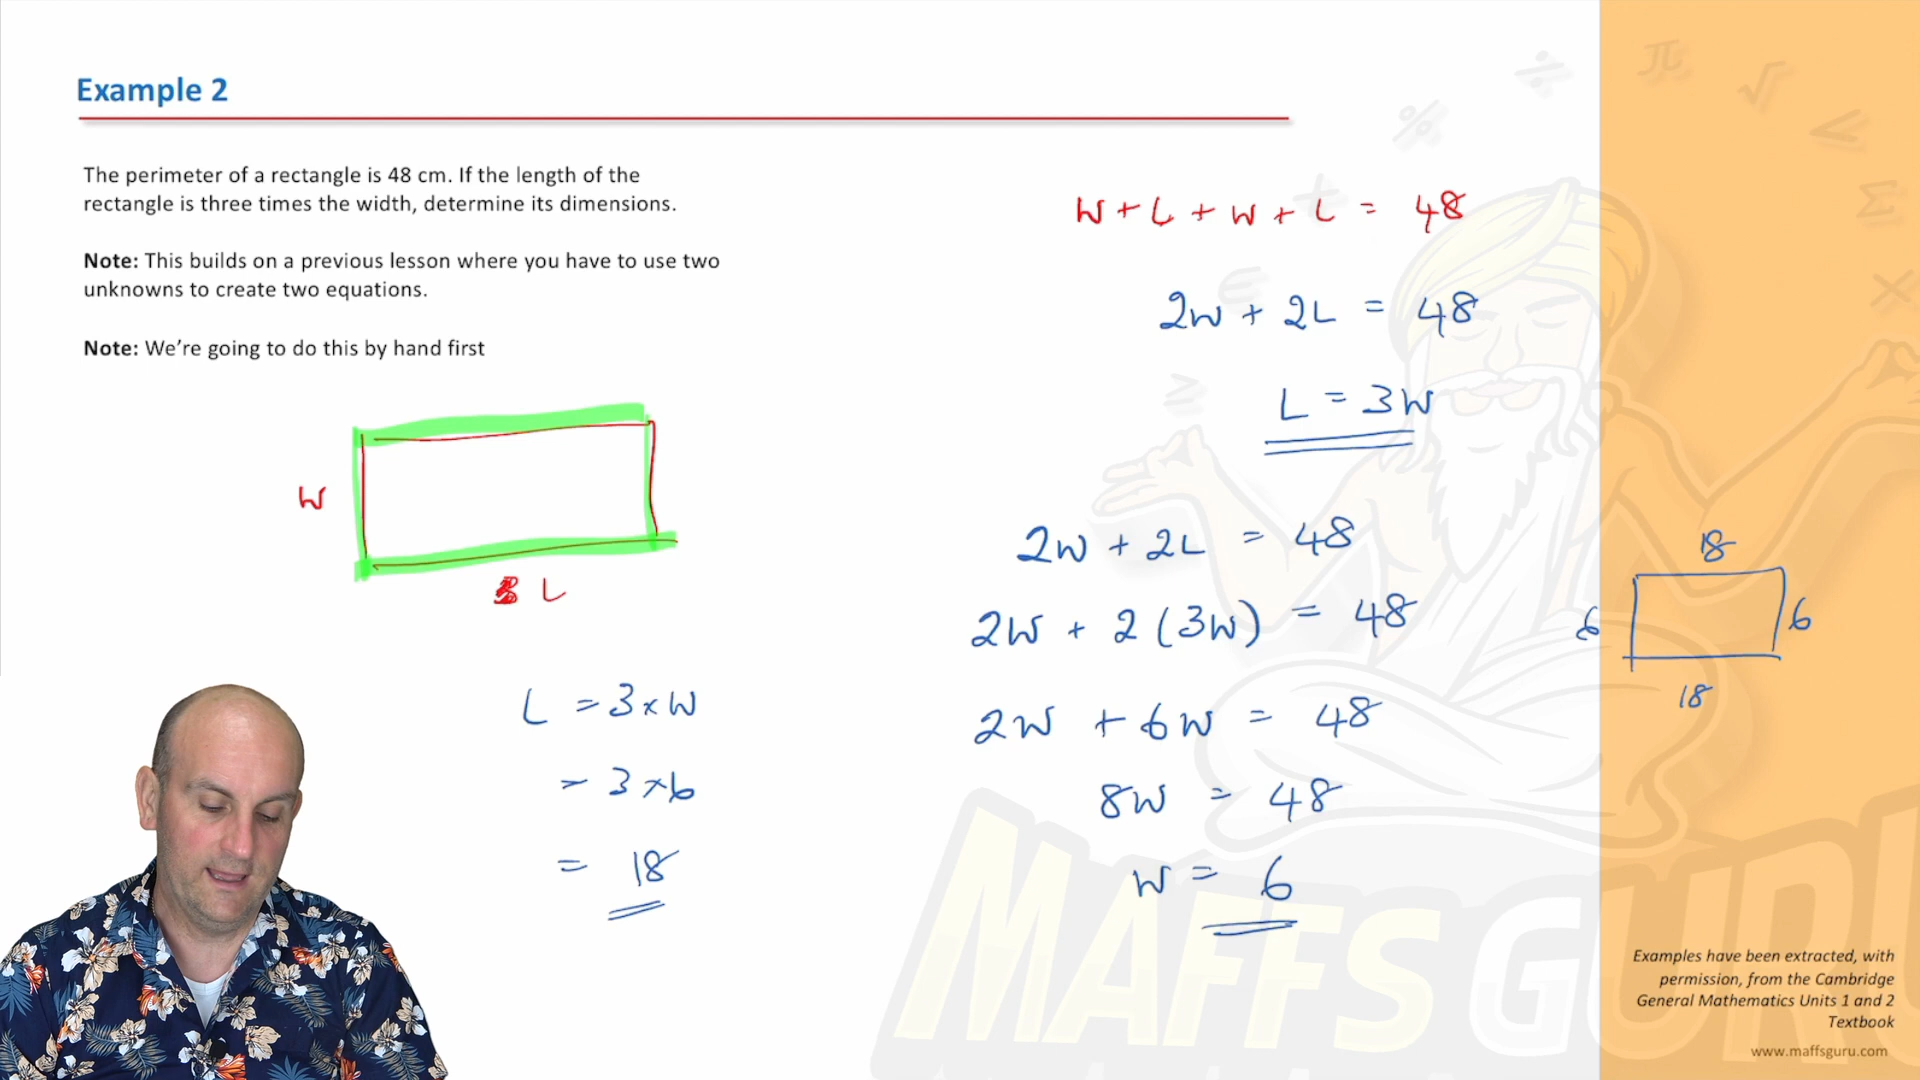 Example 2
The perimeter of a rectangle is 48 cm. If the length of the
rectangle is three times the width, determine its dimensions.
Note: This builds on a previous lesson where you have to use two
unknowns to create two equations.
Note: We're going to do this by hand first
W
L
L = 3 × W
= 3 × 6
= 18
W + L + W + L = 48
2W + 2L = 48
L = 3W
2W + 2L = 48
2W + 2 (3W) = 48
2W + 6W = 48
8W = 48
W = 6
18
6
6
18
MAFFS GURU
% ÷ π √ ≤ + Σ ∈ × ≥
Examples have been extracted, with
permission, from the Cambridge
General Mathematics Units 1 and 2
Textbook
www.maffsguru.com